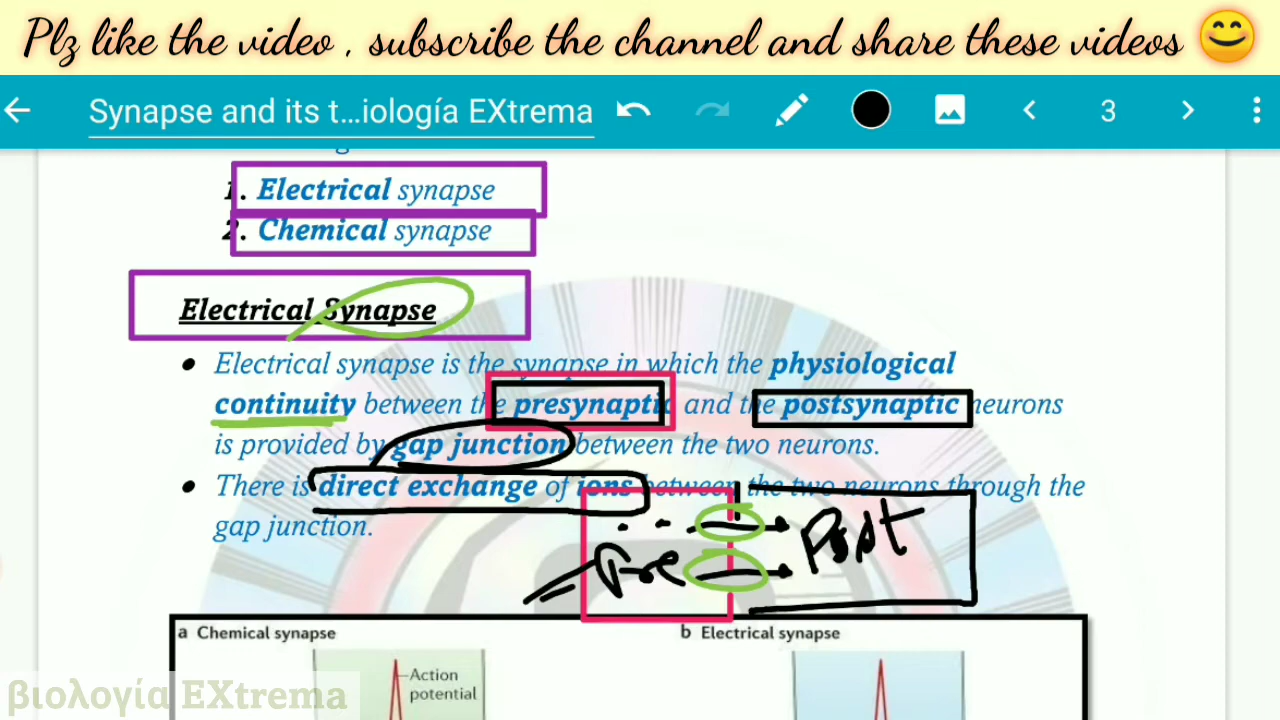 Plz like the video , subscribe the channel and share these videos 😊
Synapse and its t...iología EXtrema
3
1. Electrical synapse
2. Chemical synapse
Electrical Synapse
• Electrical synapse is the synapse in which the physiological
continuity between the presynaptic and the postsynaptic neurons
is provided by gap junction between the two neurons.
• There is direct exchange of ions between the two neurons through the
gap junction.
Pre
Post
a Chemical synapse
b Electrical synapse
Action
potential
βιολογία EXtrema